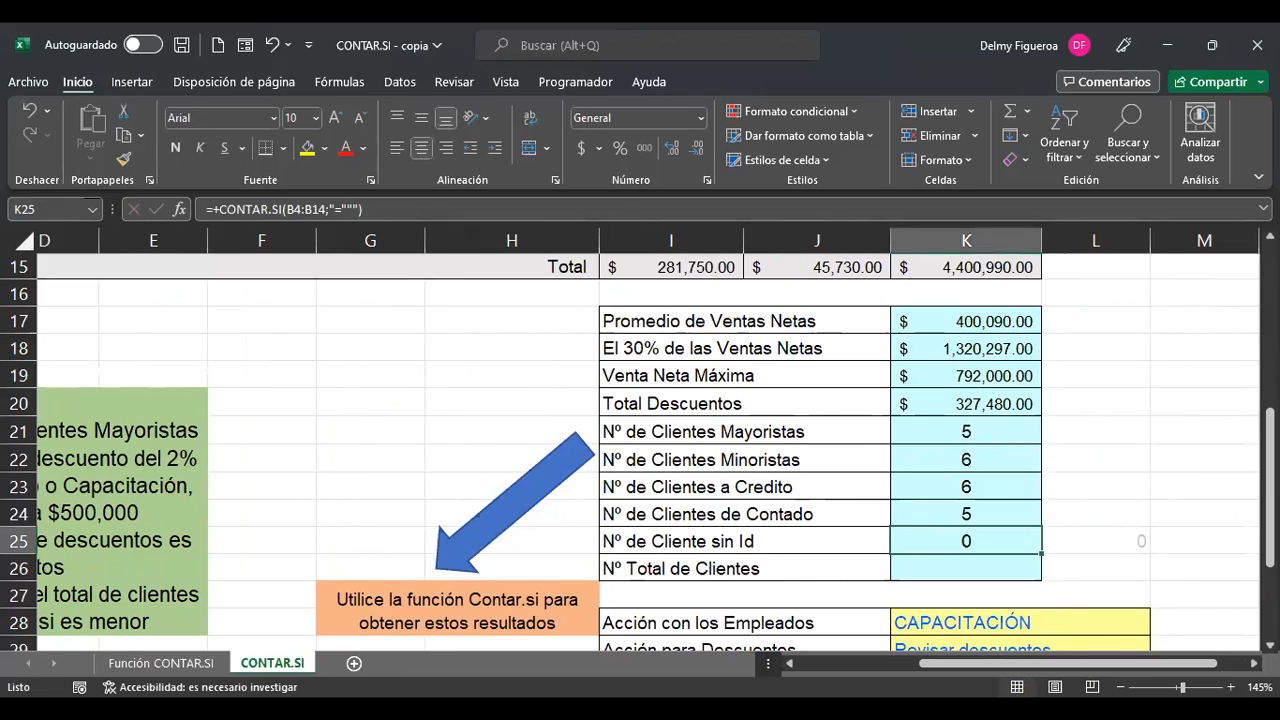 Autoguardado
CONTAR.SI - copia
Buscar (Alt+Q)
Delmy Figueroa
DF
Archivo Inicio Insertar Disposición de página Fórmulas Datos Revisar Vista Programador Ayuda
Comentarios
Compartir
Pegar
Arial
10
General
Formato condicional
Dar formato como tabla
Estilos de celda
Insertar
Eliminar
Formato
Ordenar y filtrar
Buscar y seleccionar
Analizar datos
N K S
$ % 000
Deshacer Portapapeles Fuente Alineación Número Estilos Celdas Edición Análisis
K25
=+CONTAR.SI(B4:B14;"=""")
D E F G H I J K L M
15 Total $ 281,750.00 $ 45,730.00 $ 4,400,990.00
16
17 Promedio de Ventas Netas $ 400,090.00
18 El 30% de las Ventas Netas $ 1,320,297.00
19 Venta Neta Máxima $ 792,000.00
20 Total Descuentos $ 327,480.00
21 entes Mayoristas Nº de Clientes Mayoristas 5
22 descuento del 2% Nº de Clientes Minoristas 6
23 o o Capacitación, Nº de Clientes a Credito 6
24 a $500,000 Nº de Clientes de Contado 5
25 e descuentos es Nº de Cliente sin Id 0 0
26 tos Nº Total de Clientes
27 el total de clientes Utilice la función Contar.si para
28 si es menor obtener estos resultados Acción con los Empleados CAPACITACIÓN
29 Acción para Descuentos Revisar descuentos
Función CONTAR.SI CONTAR.SI
Listo
Accesibilidad: es necesario investigar
145%